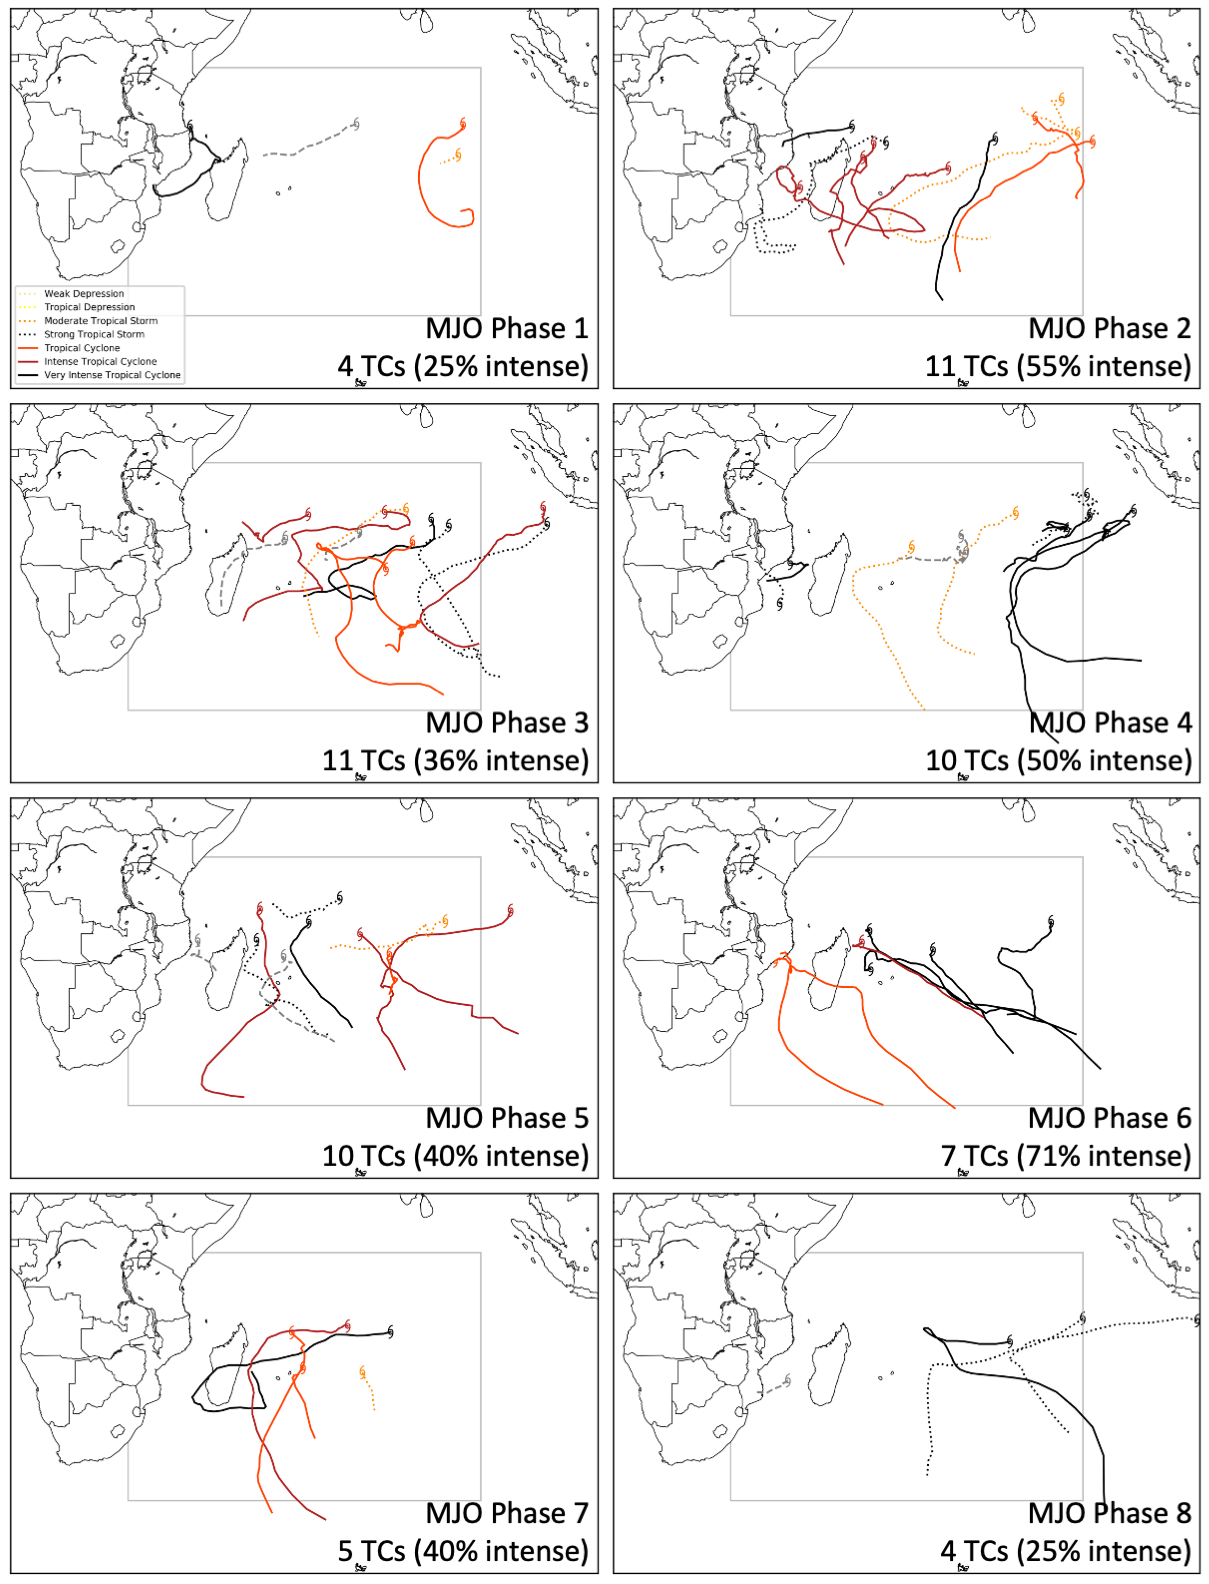 Weak Depression
Tropical Depression
Moderate Tropical Storm
Strong Tropical Storm
Tropical Cyclone
Intense Tropical Cyclone
Very Intense Tropical Cyclone
MJO Phase 1
4 TCs (25% intense)
MJO Phase 2
11 TCs (55% intense)
MJO Phase 3
11 TCs (36% intense)
MJO Phase 4
10 TCs (50% intense)
MJO Phase 5
10 TCs (40% intense)
MJO Phase 6
7 TCs (71% intense)
MJO Phase 7
5 TCs (40% intense)
MJO Phase 8
4 TCs (25% intense)